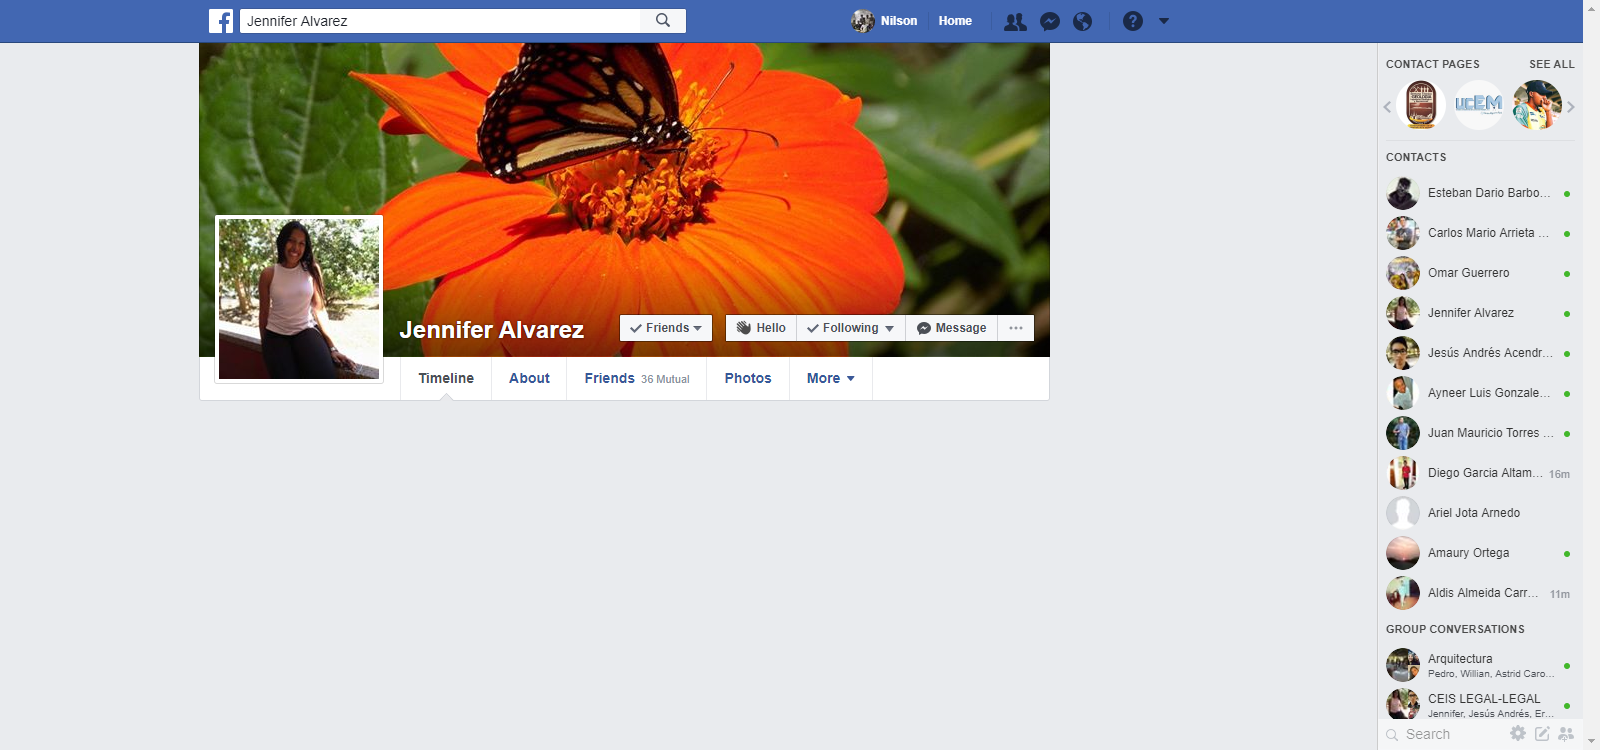 Jennifer Alvarez
Nilson
Home
Jennifer Alvarez
Friends
Hello
Following
Message
Timeline
About
Friends 36 Mutual
Photos
More
CONTACT PAGES
SEE ALL
UCEM
CONTACTS
Esteban Dario Barbo...
Carlos Mario Arrieta ...
Omar Guerrero
Jennifer Alvarez
Jesús Andrés Acendr...
Ayneer Luis Gonzale...
Juan Mauricio Torres ...
Diego Garcia Altam... 16m
Ariel Jota Arnedo
Amaury Ortega
Aldis Almeida Carr... 11m
GROUP CONVERSATIONS
Arquitectura
Pedro, Willian, Astrid Caro...
CEIS LEGAL-LEGAL
Jennifer, Jesús Andrés, Er...
Search